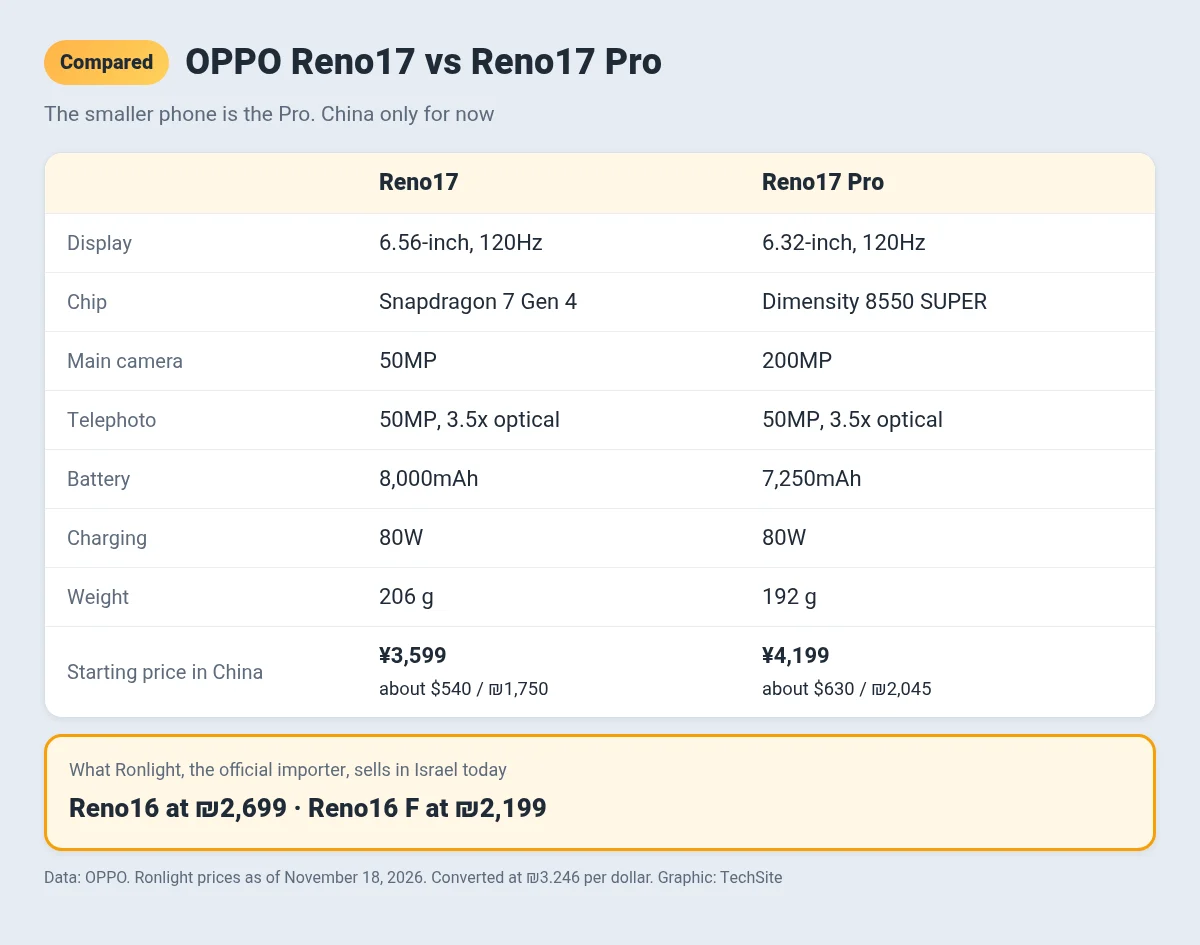 Compared OPPO Reno17 vs Reno17 Pro
The smaller phone is the Pro. China only for now
Reno17 Reno17 Pro
Display 6.56-inch, 120Hz 6.32-inch, 120Hz
Chip Snapdragon 7 Gen 4 Dimensity 8550 SUPER
Main camera 50MP 200MP
Telephoto 50MP, 3.5x optical 50MP, 3.5x optical
Battery 8,000mAh 7,250mAh
Charging 80W 80W
Weight 206 g 192 g
Starting price in China ¥3,599 ¥4,199
about $540 / ₪1,750 about $630 / ₪2,045
What Ronlight, the official importer, sells in Israel today
Reno16 at ₪2,699 · Reno16 F at ₪2,199
Data: OPPO. Ronlight prices as of November 18, 2026. Converted at ₪3.246 per dollar. Graphic: TechSite